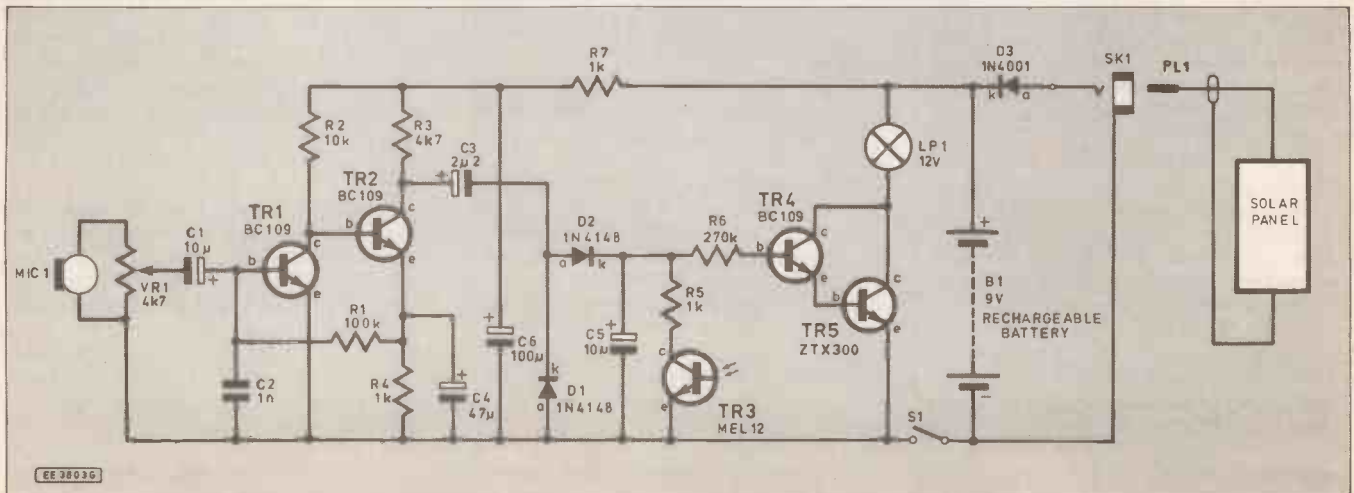 MIC 1
VR1
4k7
C1
10μ
+
C2
1n
TR1
BC109
b
c
e
R1
100k
R2
10k
TR2
BC109
b
c
e
R3
4k7
R4
1k
+
C4
47μ
+
C3
2μ2
+
C6
100μ
R7
1k
k
a
D1
1N4148
D2
1N4148
a
k
+
C5
10μ
R5
1k
c
e
TR3
MEL12
R6
270k
TR4
BC109
b
c
e
b
c
e
TR5
ZTX300
LP1
12V
S1
D3
1N4001
k
a
+
B1
9V
RECHARGEABLE
BATTERY
−
SK1
PL1
SOLAR
PANEL
EE3803G